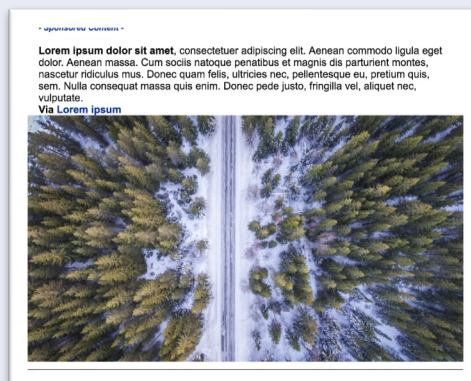 - Sponsored Content -
Lorem ipsum dolor sit amet, consectetuer adipiscing elit. Aenean commodo ligula eget
dolor. Aenean massa. Cum sociis natoque penatibus et magnis dis parturient montes,
nascetur ridiculus mus. Donec quam felis, ultricies nec, pellentesque eu, pretium quis,
sem. Nulla consequat massa quis enim. Donec pede justo, fringilla vel, aliquet nec,
vulputate.
Via Lorem ipsum